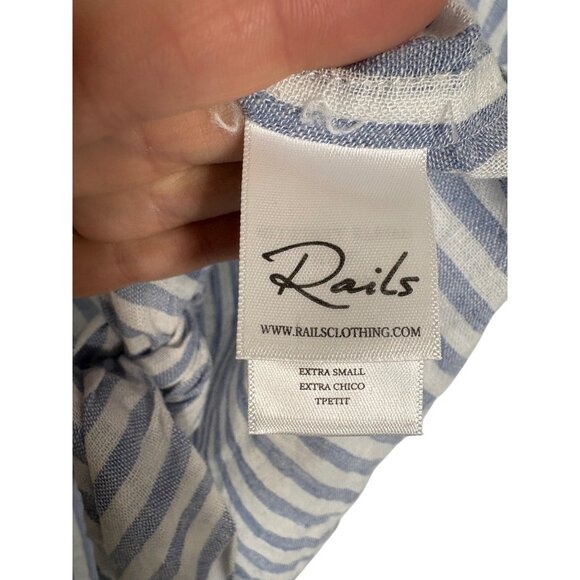 Rails
WWW.RAILSCLOTHING.COM
EXTRA SMALL
EXTRA CHICO
TPETIT